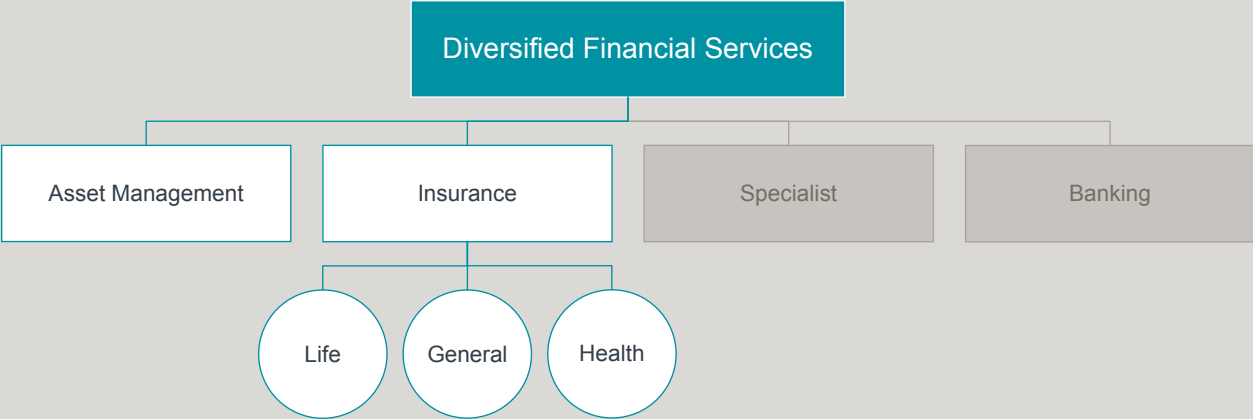 Diversified Financial Services
Asset Management
Insurance
Specialist
Banking
Life
General
Health